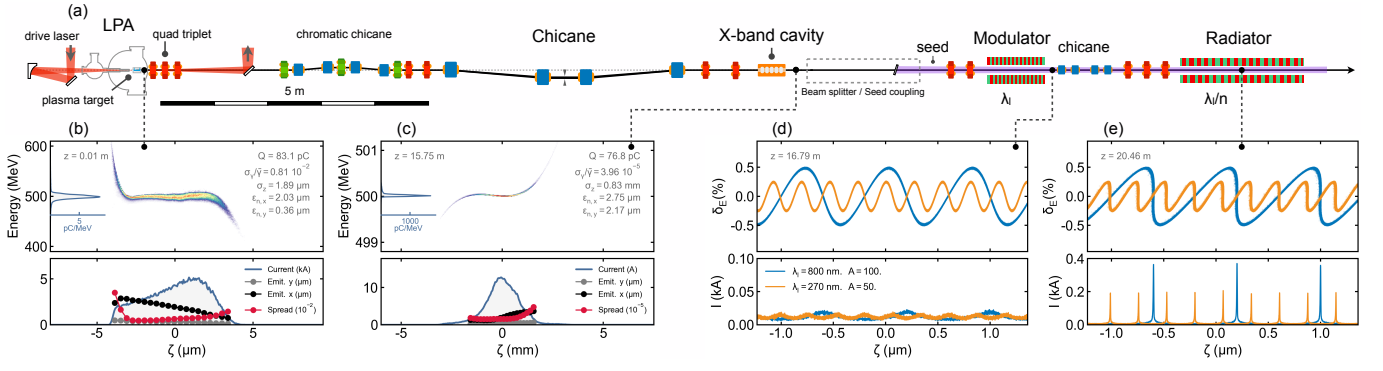 (a)
LPA
drive laser
quad triplet
plasma target
5 m
chromatic chicane
Chicane
X-band cavity
Beam splitter / Seed coupling
seed
Modulator
λₗ
chicane
Radiator
λₗ/n
(b)
Energy (MeV)
600
500
400
z = 0.01 m
5
pC/MeV
Q = 83.1 pC
σᵧ/γ̄ = 0.81 10⁻²
σ_z = 1.89 µm
ε_{n, x} = 2.03 µm
ε_{n, y} = 0.36 µm
5
0
Current (kA)
Emit. y (µm)
Emit. x (µm)
Spread (10⁻²)
−5
0
5
ζ (µm)
(c)
Energy (MeV)
501
500
499
z = 15.75 m
1000
pC/MeV
Q = 76.8 pC
σᵧ/γ̄ = 3.96 10⁻⁵
σ_z = 0.83 mm
ε_{n, x} = 2.75 µm
ε_{n, y} = 2.17 µm
10
0
Current (A)
Emit. y (µm)
Emit. x (µm)
Spread (10⁻⁵)
−5
0
5
ζ (mm)
(d)
δ_E (%)
0.5
0.0
-0.5
z = 16.79 m
I (kA)
0.10
0.05
0.00
λₗ = 800 nm. A = 100.
λₗ = 270 nm. A = 50.
-1.0
-0.5
0.0
0.5
1.0
ζ (µm)
(e)
δ_E (%)
0.5
0.0
-0.5
z = 20.46 m
I (kA)
0.4
0.2
0.0
-1.0
-0.5
0.0
0.5
1.0
ζ (µm)